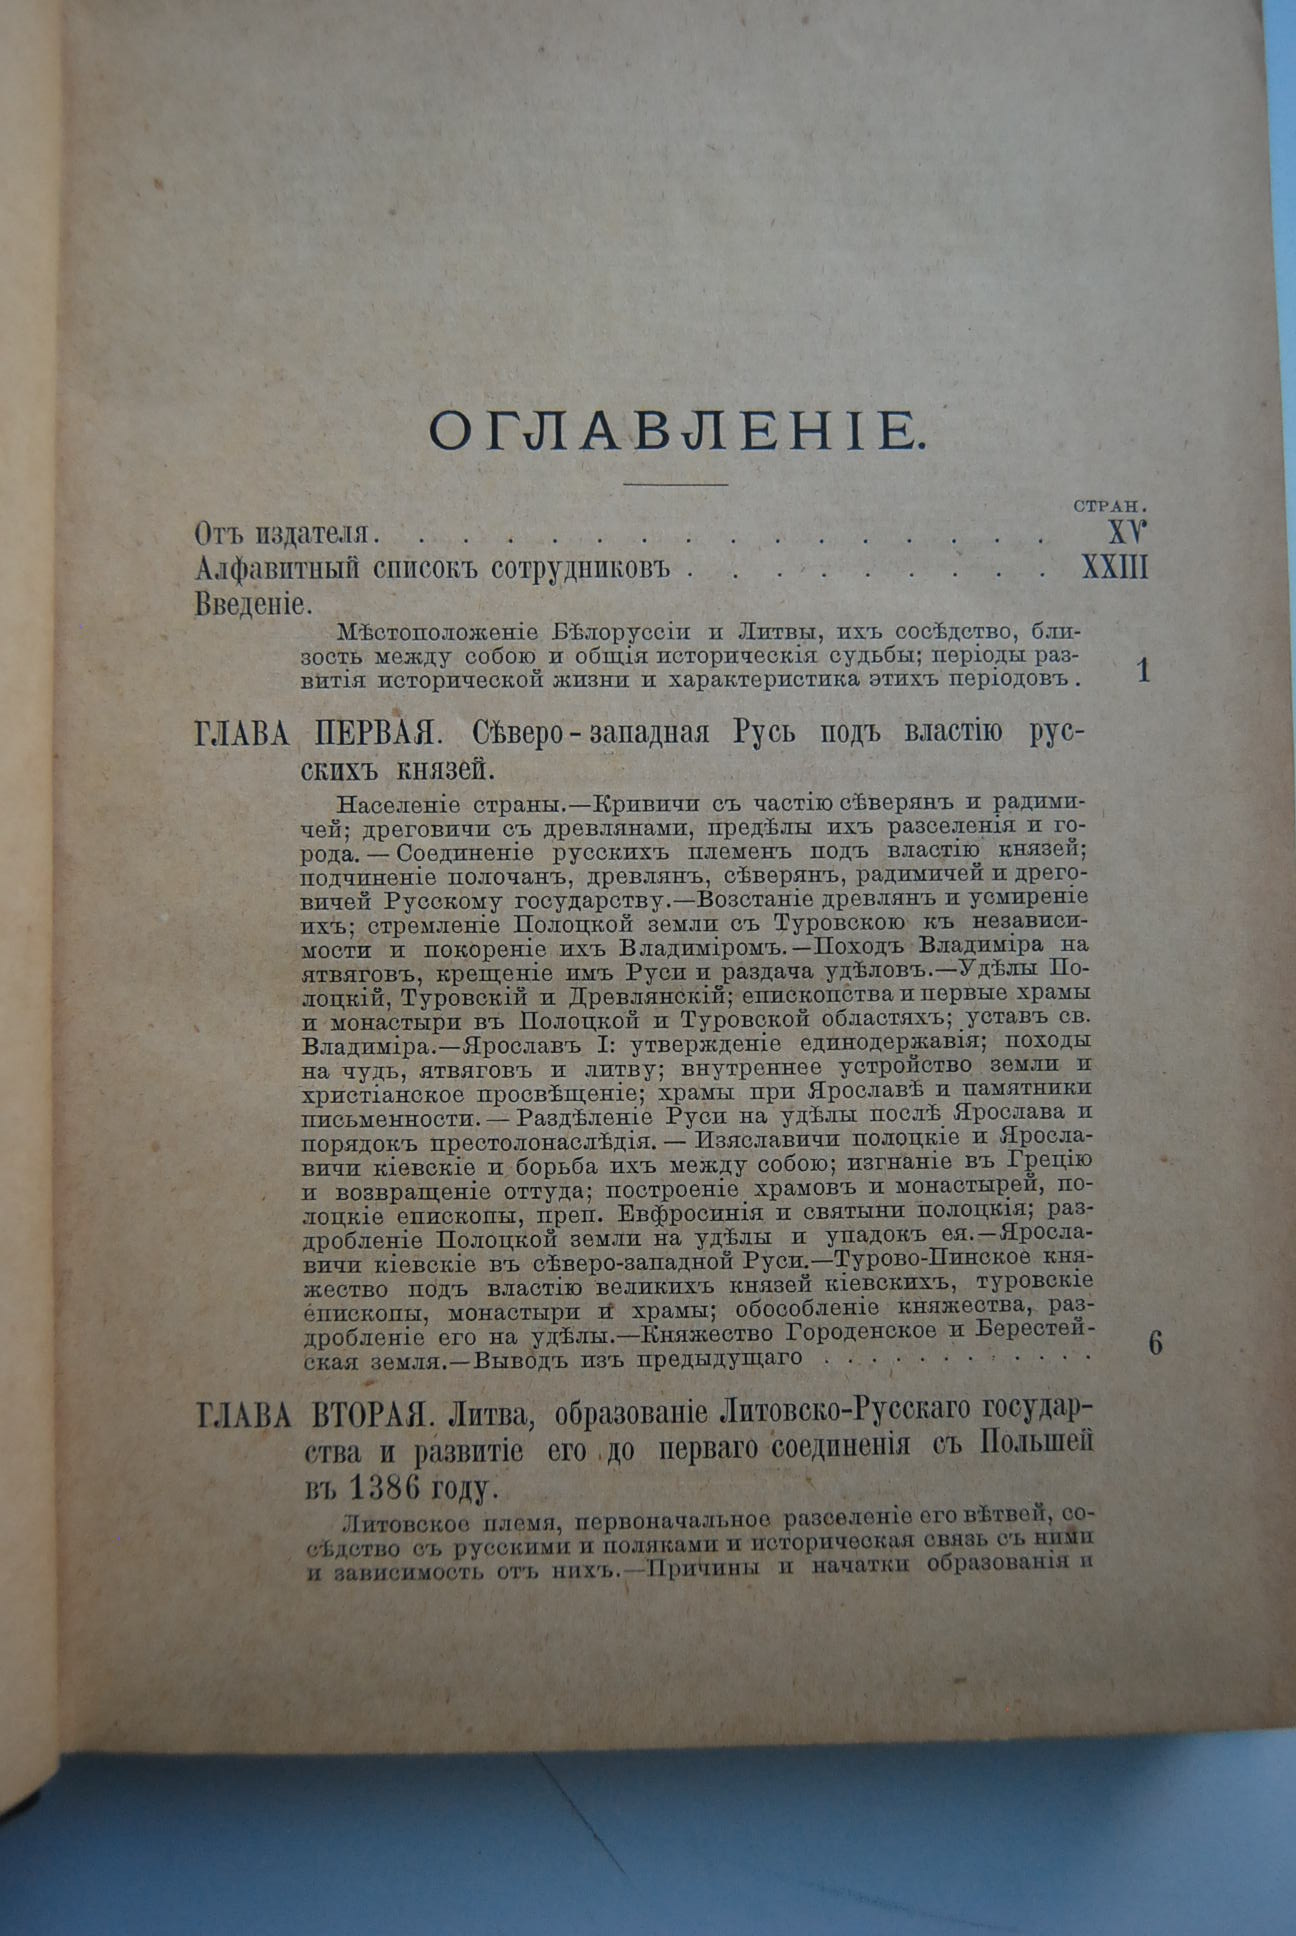 ОГЛАВЛЕНІЕ.
СТРАН.
Отъ издателя. . . . . . . . . . . . . . . . XV
Алфавитный списокъ сотрудниковъ . . . . . . . . . XXIII
Введеніе.
Мѣстоположеніе Бѣлоруссіи и Литвы, ихъ сосѣдство, бли-
зость между собою и общія историческія судьбы; періоды раз-
витія исторической жизни и характеристика этихъ періодовъ . 1
ГЛАВА ПЕРВАЯ. Сѣверо-западная Русь подъ властію рус-
скихъ князей.
Населеніе страны.—Кривичи съ частію сѣверянъ и радими-
чей; дреговичи съ древлянами, предѣлы ихъ разселенія и го-
рода. — Соединеніе русскихъ племенъ подъ властію князей;
подчиненіе полочанъ, древлянъ, сѣверянъ, радимичей и дрего-
вичей Русскому государству.—Возстаніе древлянъ и усмиреніе
ихъ; стремленіе Полоцкой земли съ Туровскою къ независи-
мости и покореніе ихъ Владиміромъ.—Походъ Владиміра на
ятвяговъ, крещеніе имъ Руси и раздача удѣловъ.—Удѣлы По-
лоцкій, Туровскій и Древлянскій; епископства и первые храмы
и монастыри въ Полоцкой и Туровской областяхъ; уставъ св.
Владиміра.—Ярославъ I: утвержденіе единодержавія; походы
на чудь, ятвяговъ и литву; внутреннее устройство земли и
христіанское просвѣщеніе; храмы при Ярославѣ и памятники
письменности. — Раздѣленіе Руси на удѣлы послѣ Ярослава и
порядокъ престолонаслѣдія. — Изяславичи полоцкіе и Яросла-
вичи кіевскіе и борьба ихъ между собою; изгнаніе въ Грецію
и возвращеніе оттуда; построеніе храмовъ и монастырей, по-
лоцкіе епископы, преп. Евфросинія и святыни полоцкія; раз-
дробленіе Полоцкой земли на удѣлы и упадокъ ея.—Яросла-
вичи кіевскіе въ сѣверо-западной Руси.—Турово-Пинское кня-
жество подъ властію великихъ князей кіевскихъ, туровскіе
епископы, монастыри и храмы; обособленіе княжества, раз-
дробленіе его на удѣлы.—Княжество Городенское и Берестей-
ская земля.—Выводъ изъ предыдущаго . . . . . . . . . . . . 6
ГЛАВА ВТОРАЯ. Литва, образованіе Литовско-Русскаго государ-
ства и развитіе его до перваго соединенія съ Польшей
въ 1386 году.
Литовское племя, первоначальное разселеніе его вѣтвей, со-
сѣдство съ русскими и поляками и историческая связь съ ними
и зависимость отъ нихъ.—Причины и начатки образованія и